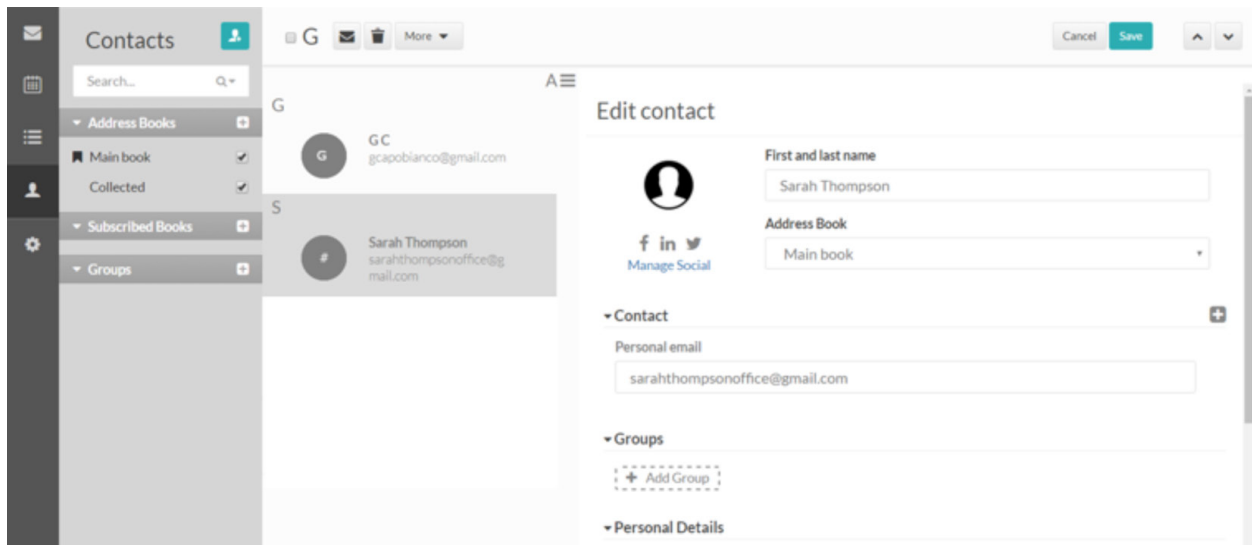 Contacts
Search...
Address Books
Main book
Collected
Subscribed Books
Groups
G
More
Cancel
Save
A
G
G
G C
gcapobianco@gmail.com
S
#
Sarah Thompson
sarahthompsonoffice@g
mail.com
Edit contact
f in
Manage Social
First and last name
Sarah Thompson
Address Book
Main book
Contact
Personal email
sarahthompsonoffice@gmail.com
Groups
+ Add Group
Personal Details